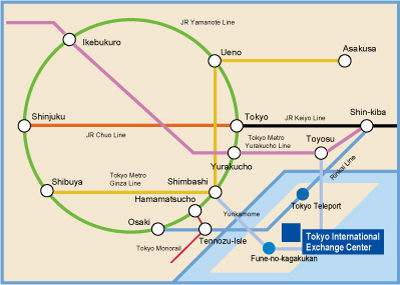 JR Yamanote Line
Ikebukuro
Ueno
Asakusa
Shinjuku
Tokyo
JR Keiyo Line
Shin-kiba
JR Chuo Line
Tokyo Metro
Yurakucho Line
Toyosu
Yurakucho
Rinkai Line
Shibuya
Tokyo Metro
Ginza Line
Shimbashi
Hamamatsucho
Tokyo Teleport
Osaki
Yurikamome
Tennozu-Isle
Tokyo International
Exchange Center
Tokyo Monorail
Fune-no-kagakukan